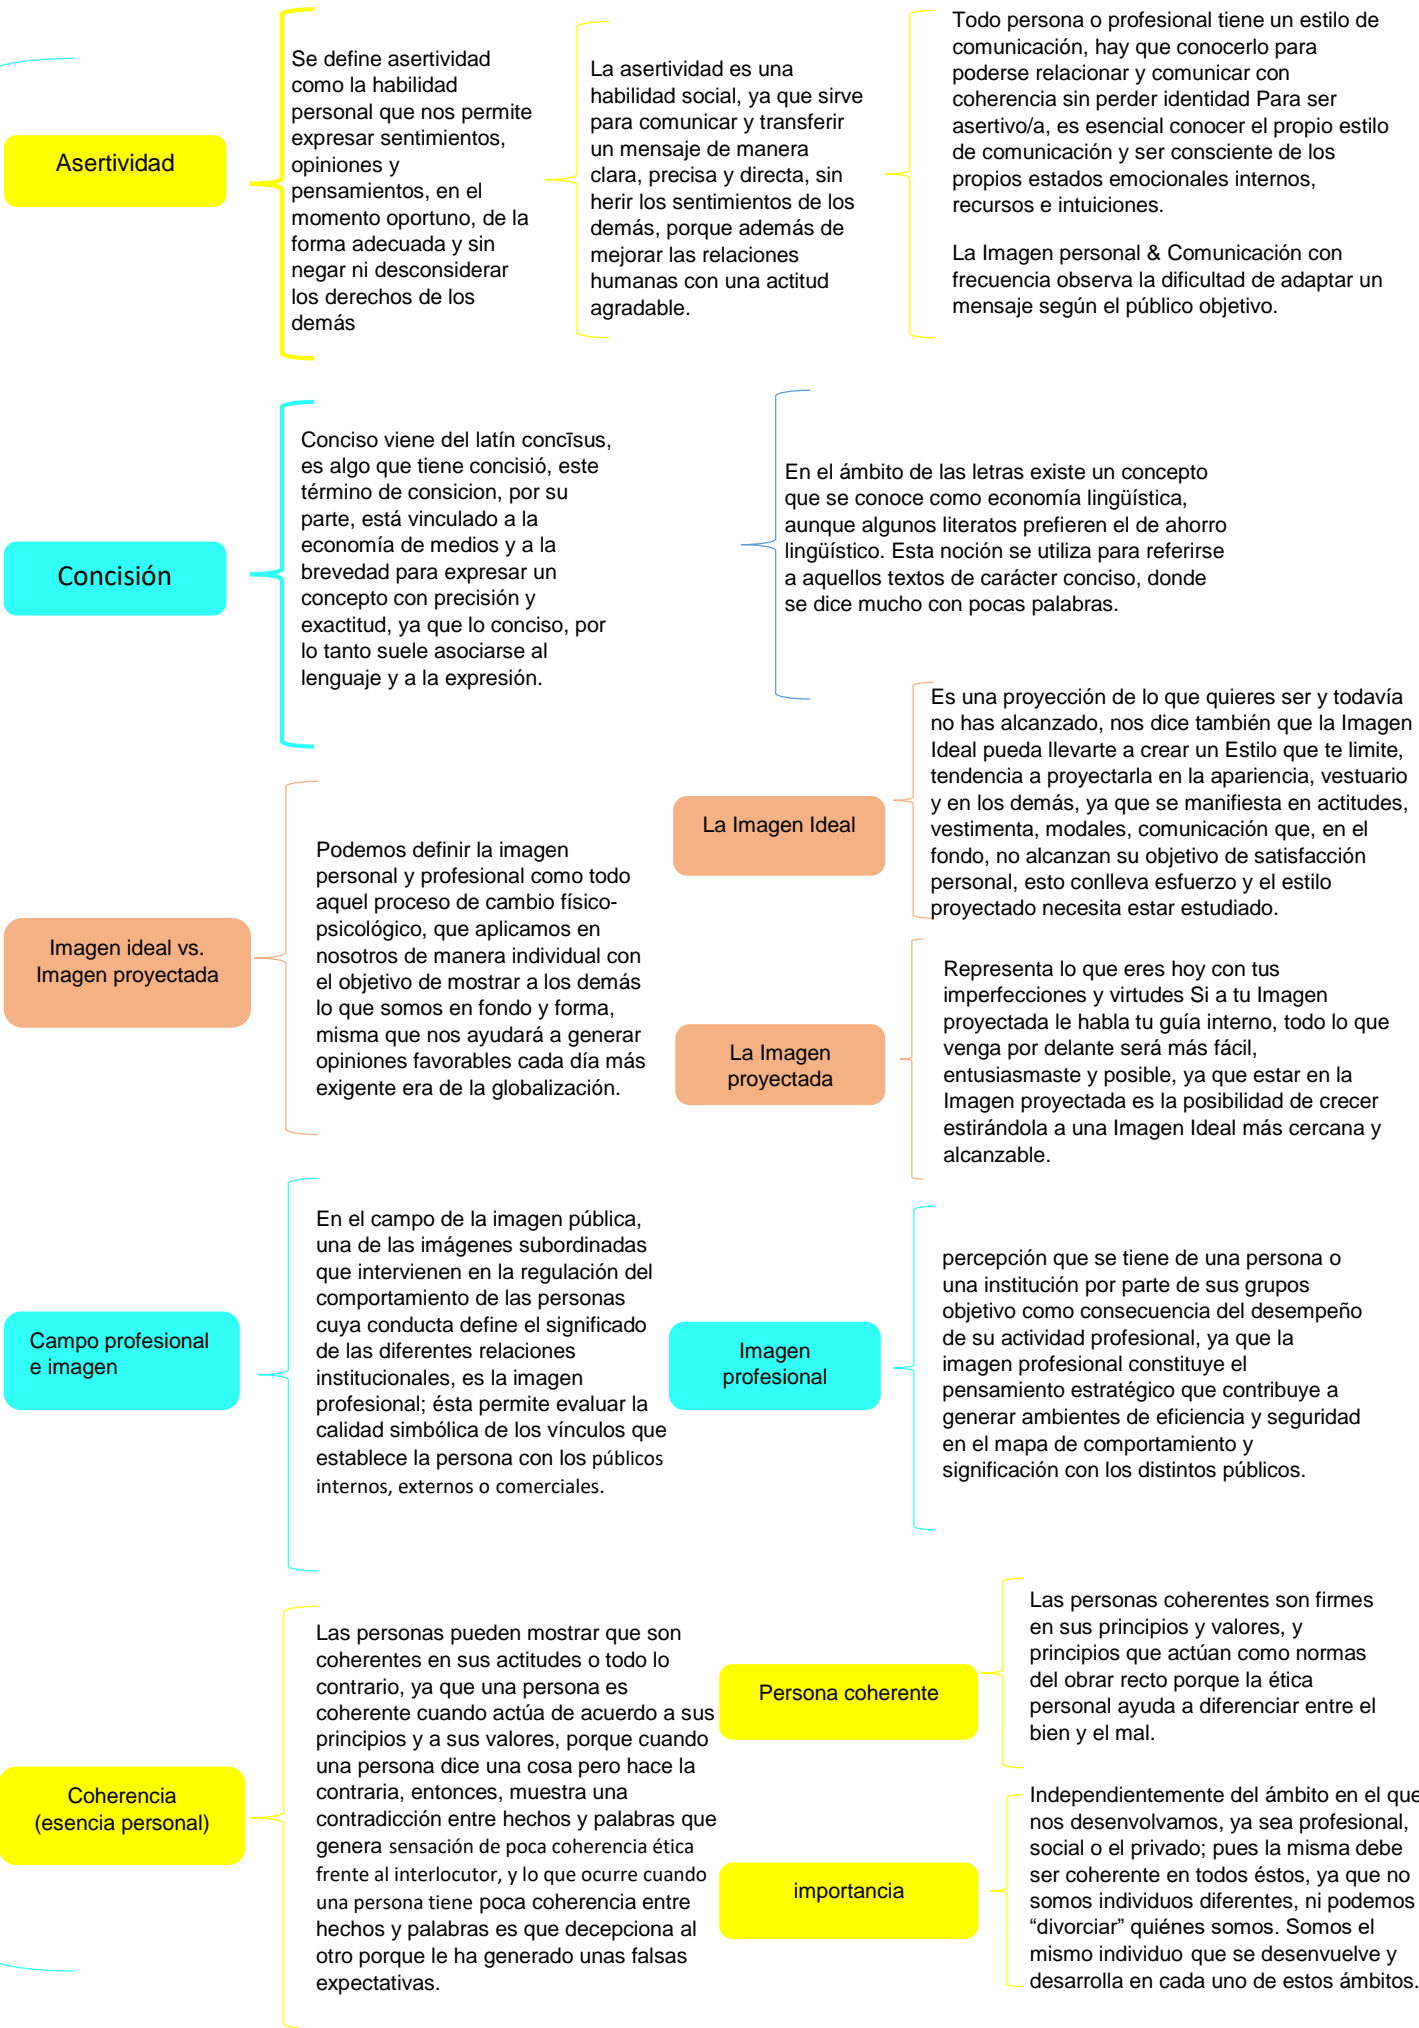 Asertividad
Se define asertividad
como la habilidad
personal que nos permite
expresar sentimientos,
opiniones y
pensamientos, en el
momento oportuno, de la
forma adecuada y sin
negar ni desconsiderar
los derechos de los
demás
La asertividad es una
habilidad social, ya que sirve
para comunicar y transferir
un mensaje de manera
clara, precisa y directa, sin
herir los sentimientos de los
demás, porque además de
mejorar las relaciones
humanas con una actitud
agradable.
Todo persona o profesional tiene un estilo de
comunicación, hay que conocerlo para
poderse relacionar y comunicar con
coherencia sin perder identidad Para ser
asertivo/a, es esencial conocer el propio estilo
de comunicación y ser consciente de los
propios estados emocionales internos,
recursos e intuiciones.
La Imagen personal & Comunicación con
frecuencia observa la dificultad de adaptar un
mensaje según el público objetivo.
Concisión
Conciso viene del latín concīsus,
es algo que tiene concisió, este
término de consicion, por su
parte, está vinculado a la
economía de medios y a la
brevedad para expresar un
concepto con precisión y
exactitud, ya que lo conciso, por
lo tanto suele asociarse al
lenguaje y a la expresión.
En el ámbito de las letras existe un concepto
que se conoce como economía lingüística,
aunque algunos literatos prefieren el de ahorro
lingüístico. Esta noción se utiliza para referirse
a aquellos textos de carácter conciso, donde
se dice mucho con pocas palabras.
Imagen ideal vs.
Imagen proyectada
Podemos definir la imagen
personal y profesional como todo
aquel proceso de cambio físico-
psicológico, que aplicamos en
nosotros de manera individual con
el objetivo de mostrar a los demás
lo que somos en fondo y forma,
misma que nos ayudará a generar
opiniones favorables cada día más
exigente era de la globalización.
La Imagen Ideal
Es una proyección de lo que quieres ser y todavía
no has alcanzado, nos dice también que la Imagen
Ideal pueda llevarte a crear un Estilo que te limite,
tendencia a proyectarla en la apariencia, vestuario
y en los demás, ya que se manifiesta en actitudes,
vestimenta, modales, comunicación que, en el
fondo, no alcanzan su objetivo de satisfacción
personal, esto conlleva esfuerzo y el estilo
proyectado necesita estar estudiado.
La Imagen
proyectada
Representa lo que eres hoy con tus
imperfecciones y virtudes Si a tu Imagen
proyectada le habla tu guía interno, todo lo que
venga por delante será más fácil,
entusiasmaste y posible, ya que estar en la
Imagen proyectada es la posibilidad de crecer
estirándola a una Imagen Ideal más cercana y
alcanzable.
Campo profesional
e imagen
En el campo de la imagen pública,
una de las imágenes subordinadas
que intervienen en la regulación del
comportamiento de las personas
cuya conducta define el significado
de las diferentes relaciones
institucionales, es la imagen
profesional; ésta permite evaluar la
calidad simbólica de los vínculos que
establece la persona con los públicos
internos, externos o comerciales.
Imagen
profesional
percepción que se tiene de una persona o
una institución por parte de sus grupos
objetivo como consecuencia del desempeño
de su actividad profesional, ya que la
imagen profesional constituye el
pensamiento estratégico que contribuye a
generar ambientes de eficiencia y seguridad
en el mapa de comportamiento y
significación con los distintos públicos.
Coherencia
(esencia personal)
Las personas pueden mostrar que son
coherentes en sus actitudes o todo lo
contrario, ya que una persona es
coherente cuando actúa de acuerdo a sus
principios y a sus valores, porque cuando
una persona dice una cosa pero hace la
contraria, entonces, muestra una
contradicción entre hechos y palabras que
genera sensación de poca coherencia ética
frente al interlocutor, y lo que ocurre cuando
una persona tiene poca coherencia entre
hechos y palabras es que decepciona al
otro porque le ha generado unas falsas
expectativas.
Persona coherente
Las personas coherentes son firmes
en sus principios y valores, y
principios que actúan como normas
del obrar recto porque la ética
personal ayuda a diferenciar entre el
bien y el mal.
importancia
Independientemente del ámbito en el que
nos desenvolvamos, ya sea profesional,
social o el privado; pues la misma debe
ser coherente en todos éstos, ya que no
somos individuos diferentes, ni podemos
“divorciar” quiénes somos. Somos el
mismo individuo que se desenvuelve y
desarrolla en cada uno de estos ámbitos.